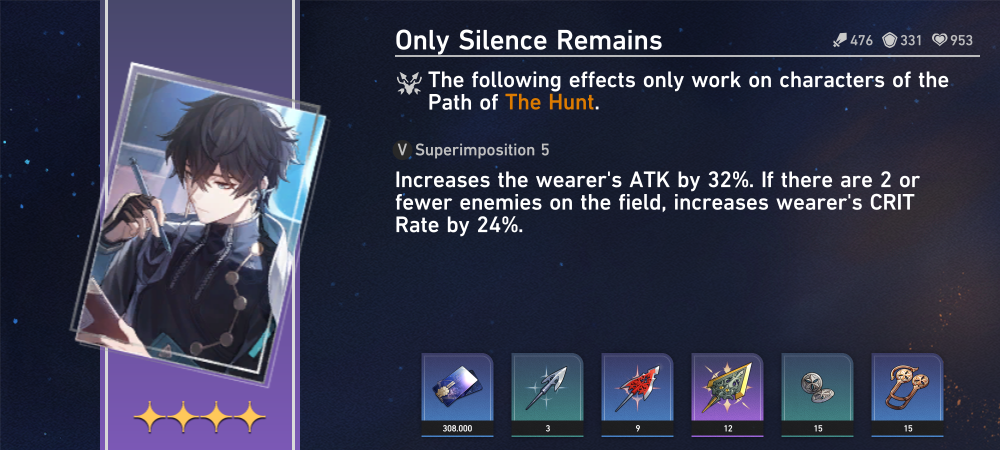 Only Silence Remains
476 331 953
The following effects only work on characters of the
Path of The Hunt.
V Superimposition 5
Increases the wearer's ATK by 32%. If there are 2 or
fewer enemies on the field, increases wearer's CRIT
Rate by 24%.
308.000 3 9 12 15 15